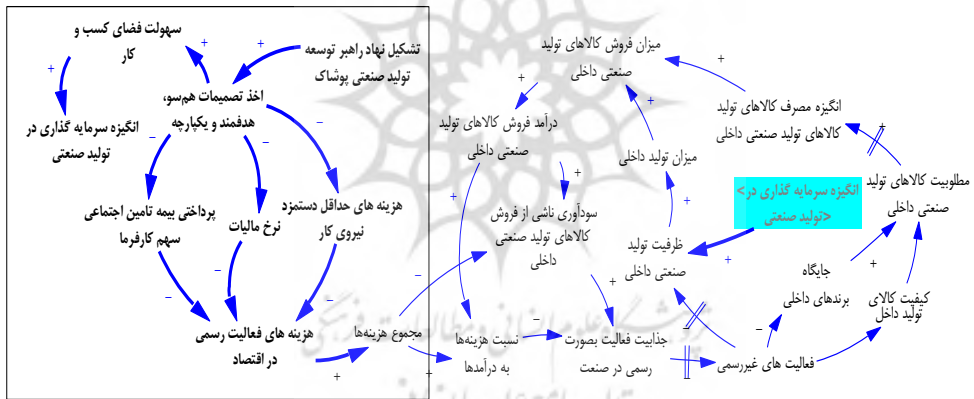 سهولت فضای کسب و
کار
تشکیل نهاد راهبر توسعه
تولید صنعتی پوشاک
اخذ تصمیمات هم‌سو،
هدفمند و یکپارچه
انگیزه سرمایه گذاری در
تولید صنعتی
پرداختی بیمه تامین اجتماعی
سهم کارفرما
نرخ مالیات
هزینه های حداقل دستمزد
نیروی کار
هزینه های فعالیت رسمی
در اقتصاد
میزان فروش کالاهای تولید
صنعتی داخلی
درآمد فروش کالاهای تولید
صنعتی داخلی
انگیزه مصرف کالاهای تولید
کالاهای تولید صنعتی داخلی
میزان تولید داخلی
مطلوبیت کالاهای تولید
صنعتی داخلی
<انگیزه سرمایه گذاری در
تولید صنعتی>
سودآوری ناشی از فروش
کالاهای تولید صنعتی
داخلی
ظرفیت تولید
صنعتی داخلی
جایگاه
برندهای داخلی
کیفیت کالای
تولید داخل
مجموع هزینه‌ها
نسبت هزینه‌ها
به درآمدها
جذابیت فعالیت بصورت
رسمی در صنعت
فعالیت های غیررسمی